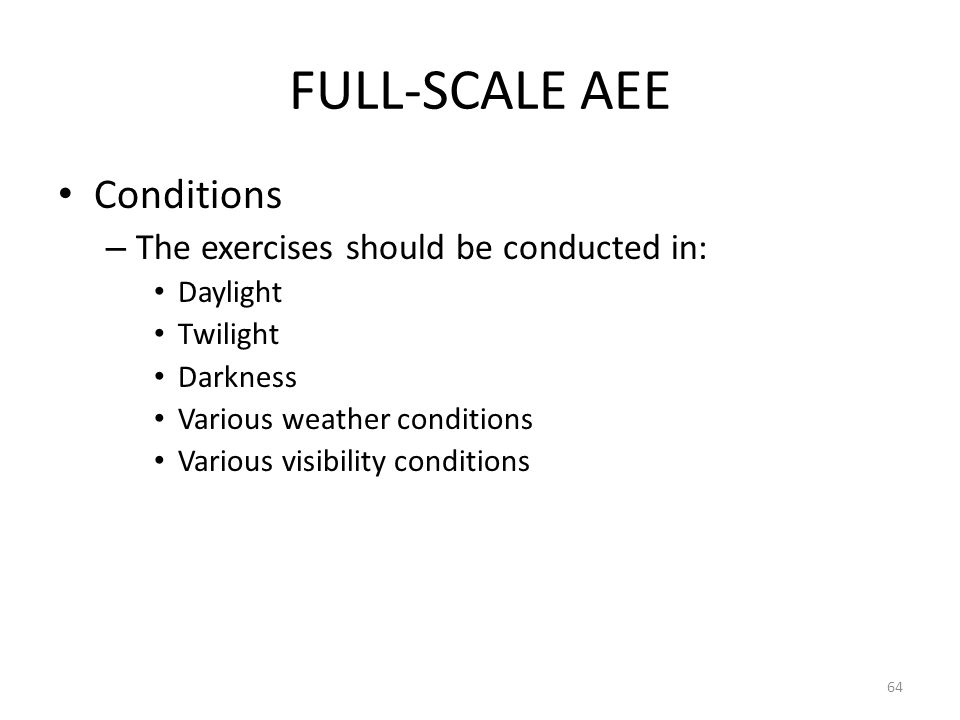 FULL-SCALE AEE
• Conditions
– The exercises should be conducted in:
• Daylight
• Twilight
• Darkness
• Various weather conditions
• Various visibility conditions
64